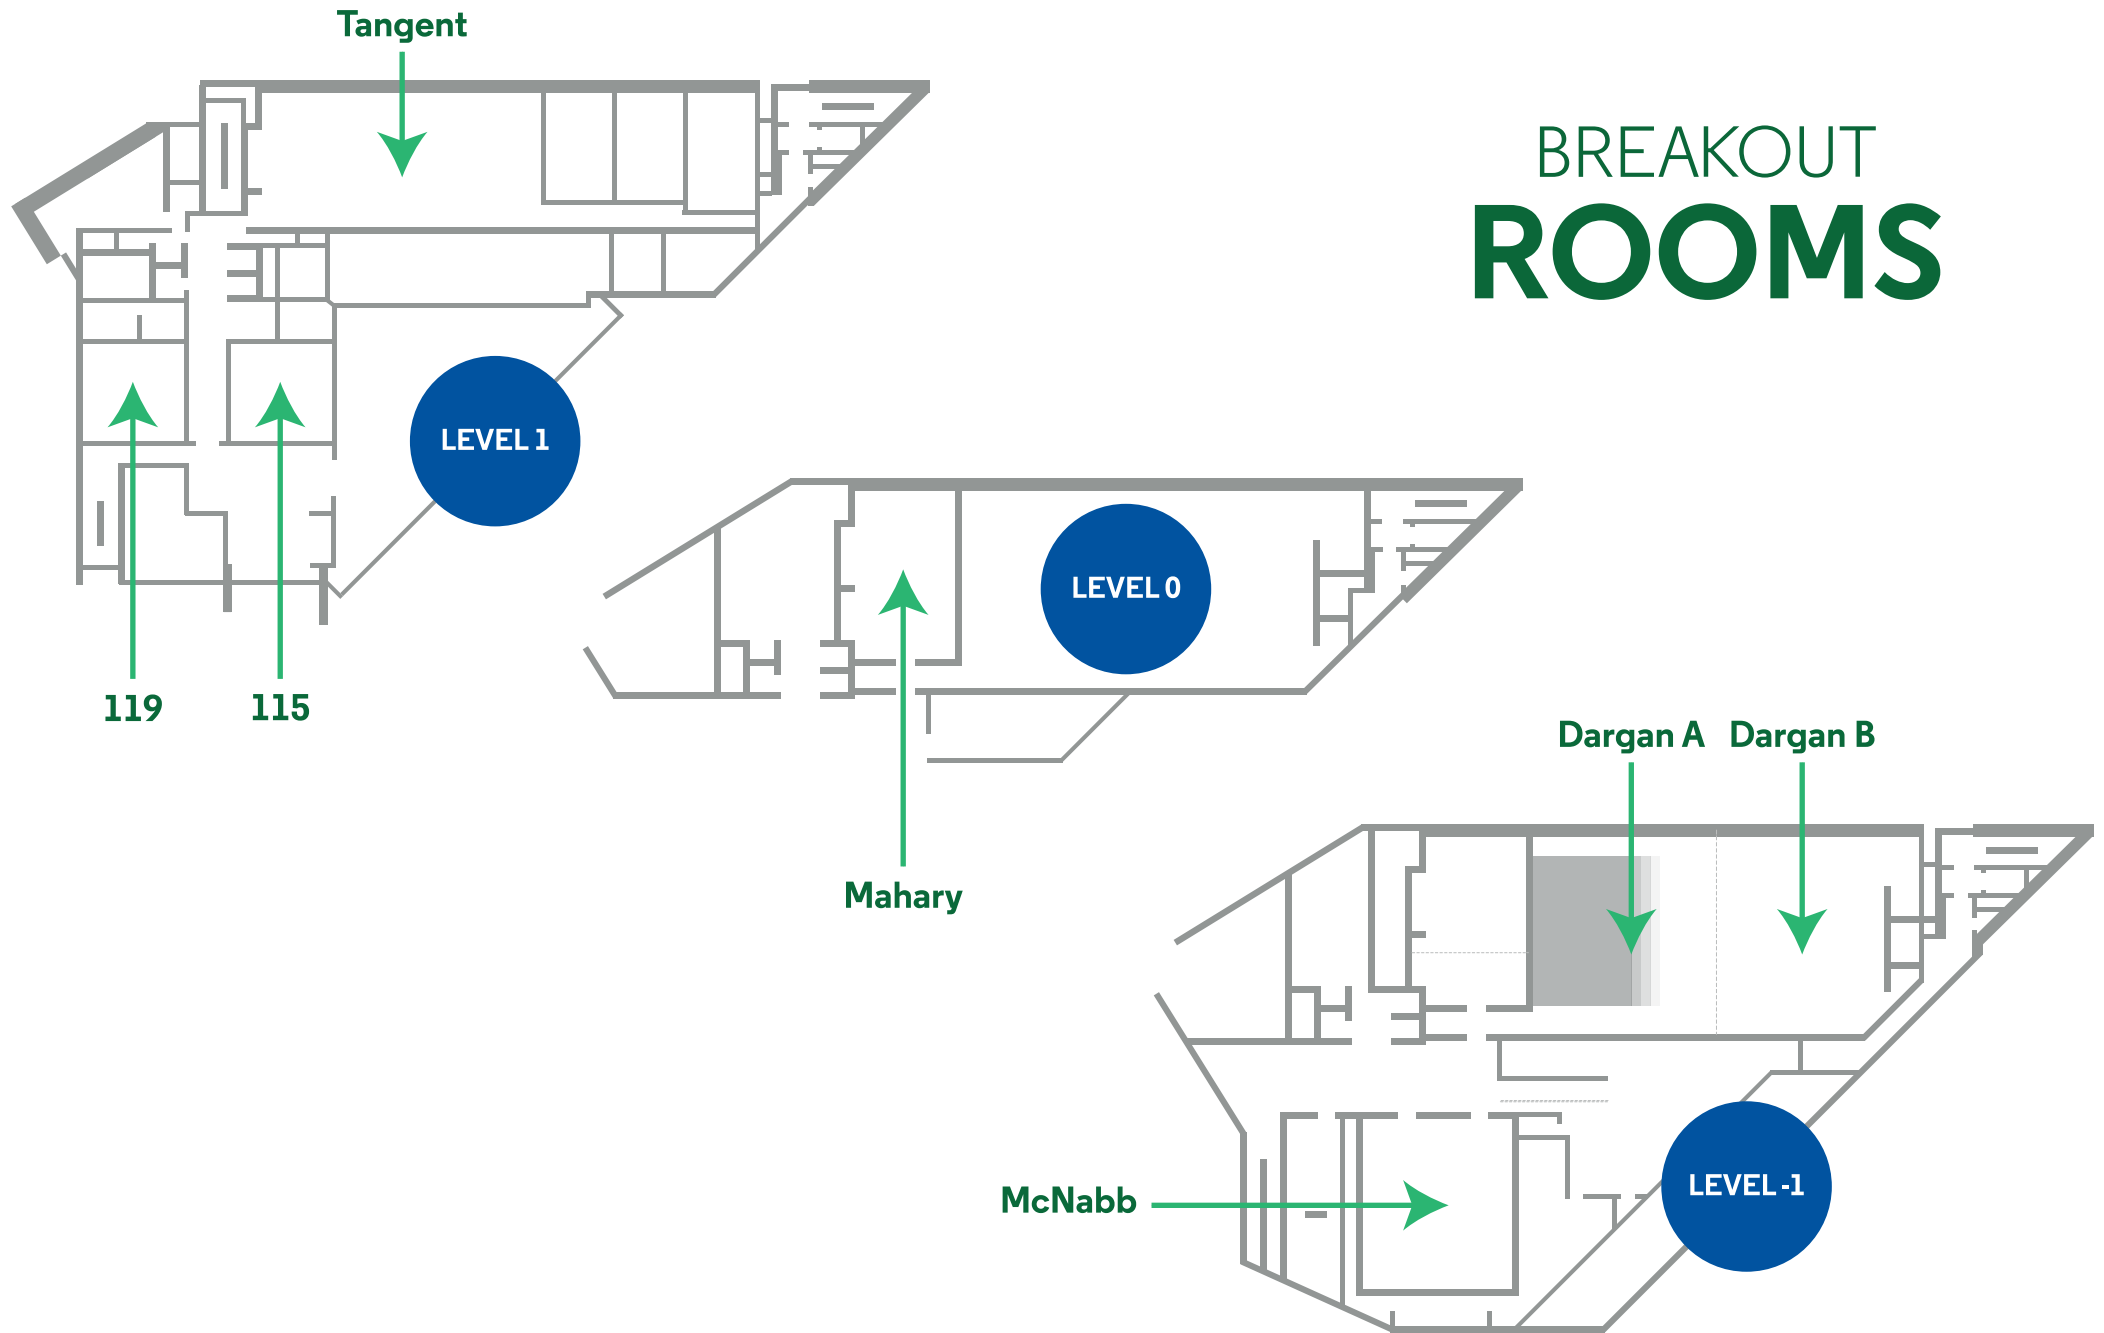 Tangent
BREAKOUT
ROOMS
LEVEL 1
LEVEL 0
119
115
Dargan A
Dargan B
Mahary
McNabb
LEVEL -1